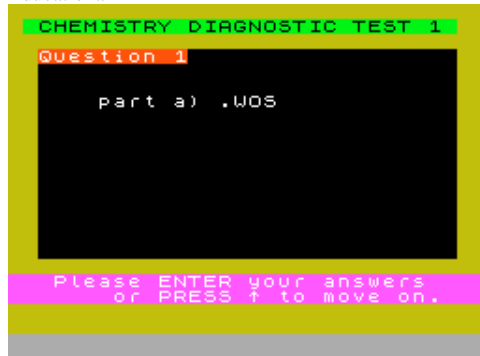 CHEMISTRY DIAGNOSTIC TEST 1
Question 1
part a) .WOS
Please ENTER your answers
or PRESS ↑ to move on.